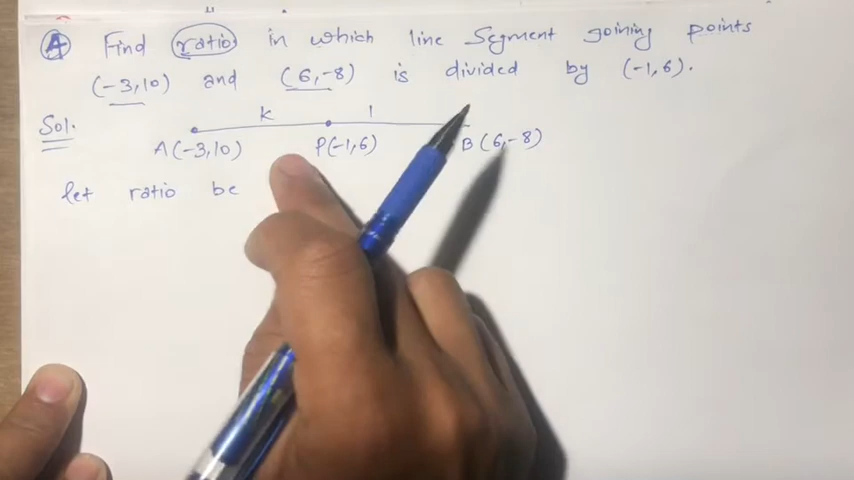 A Find ratio in which line Segment joining points
(-3,10) and (6,-8) is divided by (-1,6).
Sol.
k 1
A(-3,10) P(-1,6) B(6,-8)
let ratio be